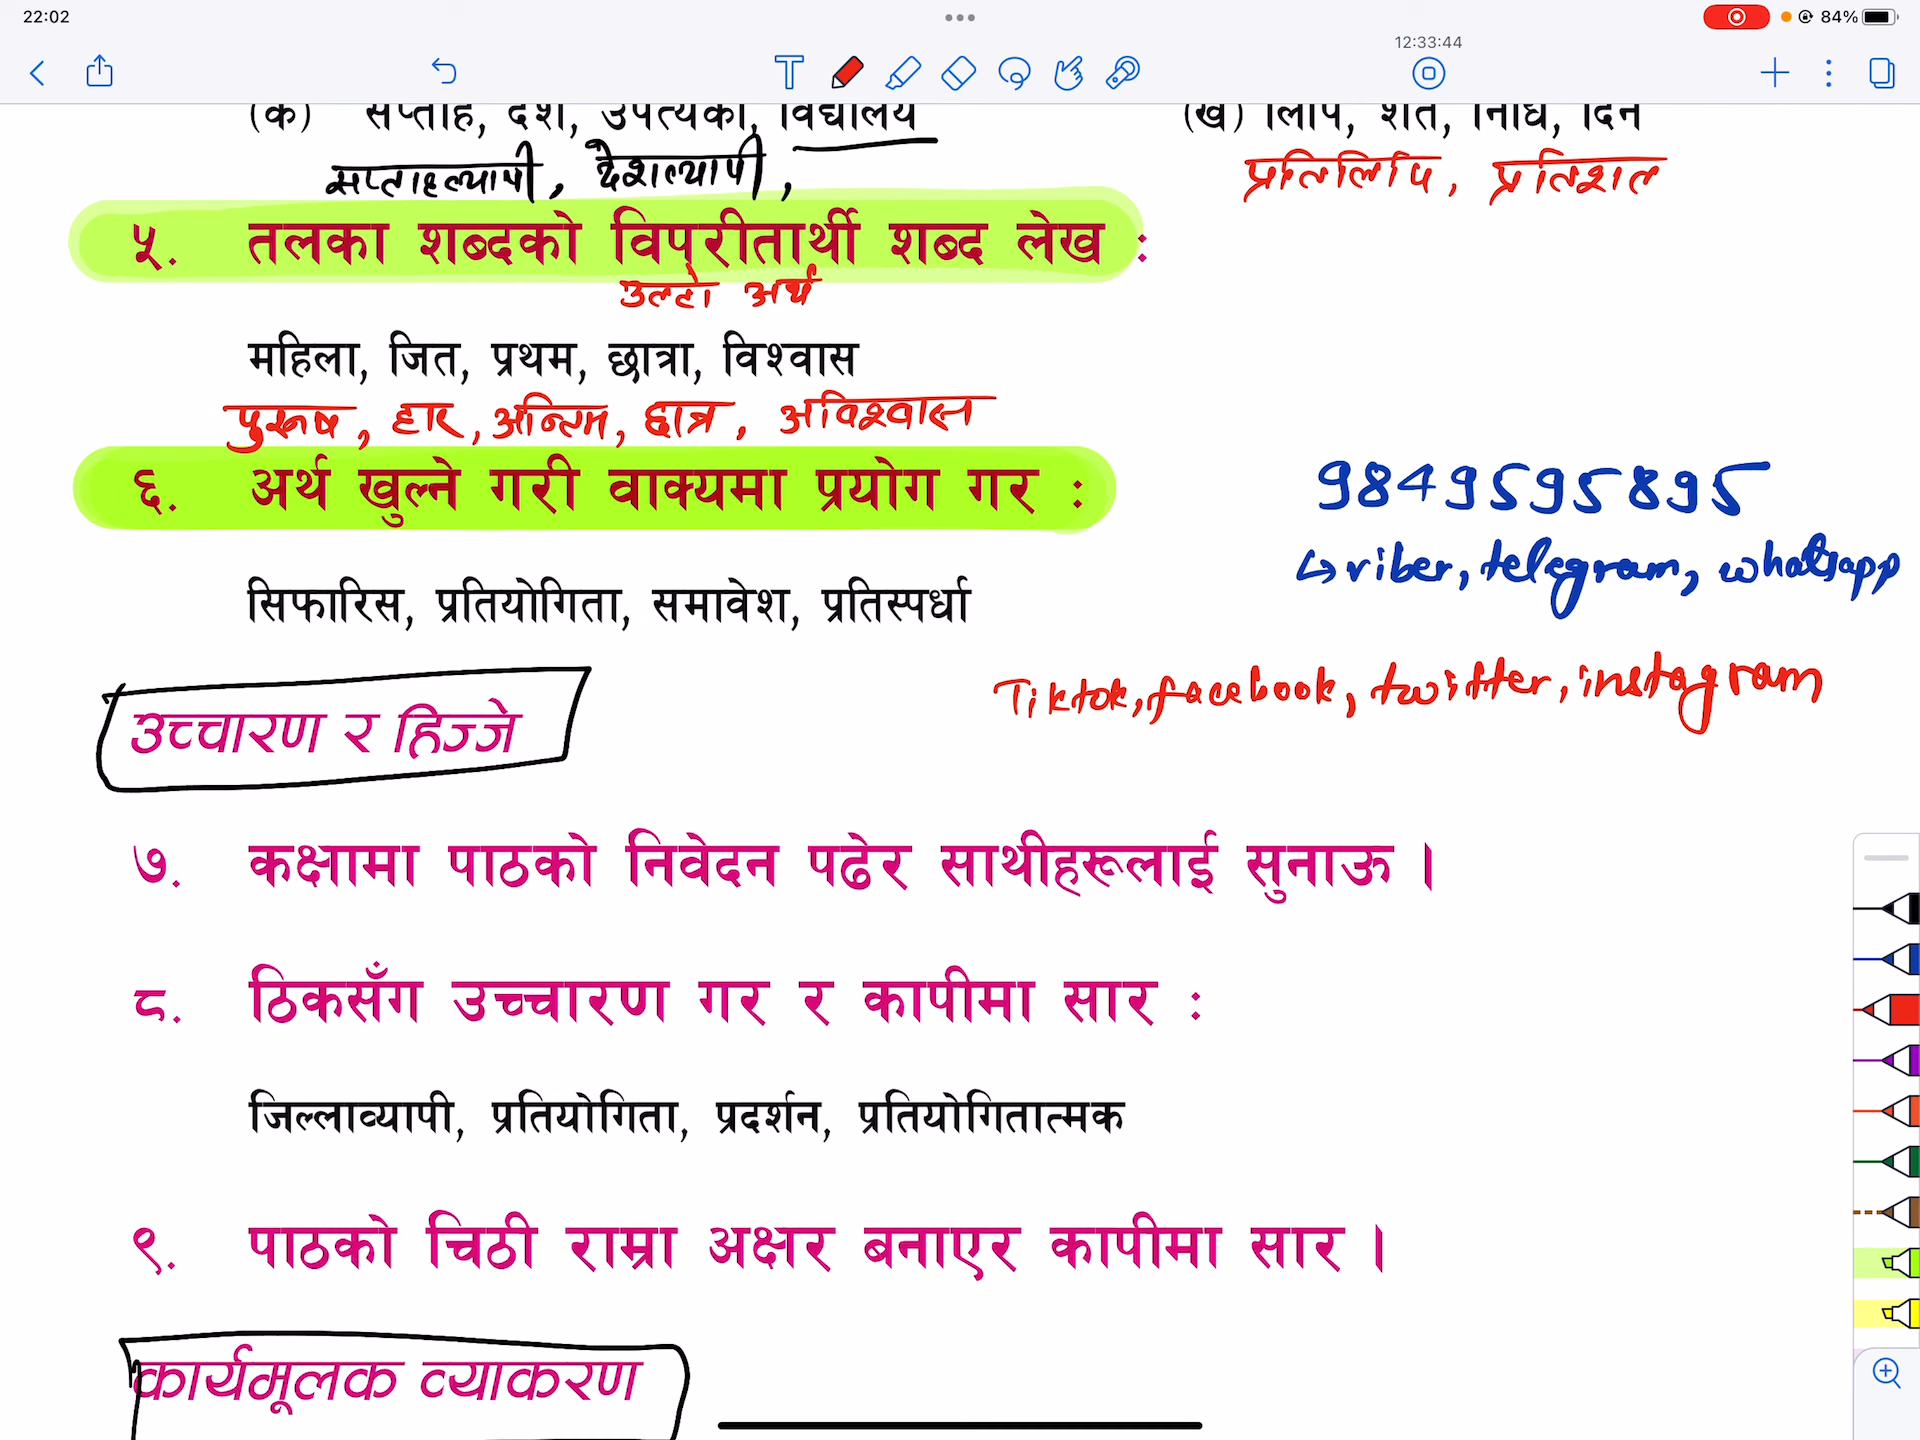 22:02
84%
12:33:44
(क) सप्ताह, देश, उपत्यका, विद्यालय (ख) लिपि, शत, निधि, दिन
सप्ताहव्यापी, देशव्यापी, प्रतिलिपि, प्रतिशत
५. तलका शब्दको विपरीतार्थी शब्द लेख :
उल्टो अर्थ
महिला, जित, प्रथम, छात्रा, विश्वास
पुरूष, हार, अन्तिम, छात्र, अविश्वास
६. अर्थ खुल्ने गरी वाक्यमा प्रयोग गर :
9849595895
↳ viber, telegram, whatsapp
सिफारिस, प्रतियोगिता, समावेश, प्रतिस्पर्धा
Tiktok, facebook, twitter, instagram
उच्चारण र हिज्जे
७. कक्षामा पाठको निवेदन पढेर साथीहरूलाई सुनाऊ ।
८. ठिकसँग उच्चारण गर र कापीमा सार :
जिल्लाव्यापी, प्रतियोगिता, प्रदर्शन, प्रतियोगितात्मक
९. पाठको चिठी राम्रा अक्षर बनाएर कापीमा सार ।
कार्यमूलक व्याकरण